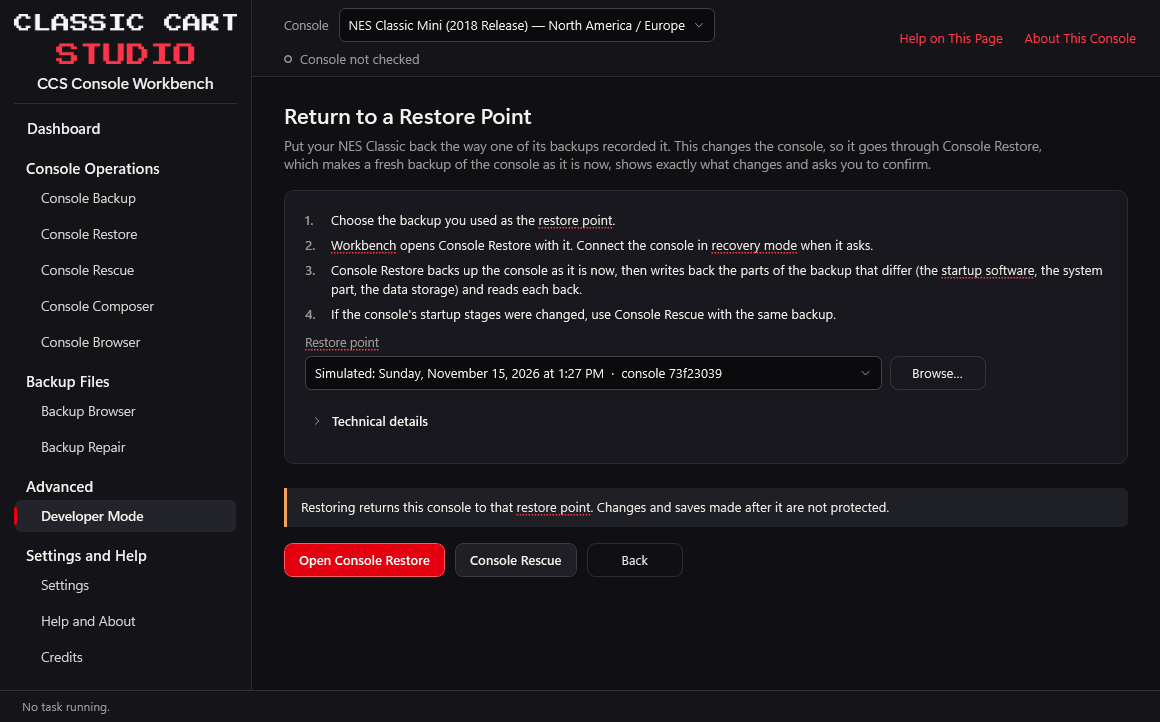 CLASSIC CART
STUDIO
CCS Console Workbench
Dashboard
Console Operations
Console Backup
Console Restore
Console Rescue
Console Composer
Console Browser
Backup Files
Backup Browser
Backup Repair
Advanced
Developer Mode
Settings and Help
Settings
Help and About
Credits
Console
NES Classic Mini (2018 Release) — North America / Europe
Console not checked
Help on This Page
About This Console
Return to a Restore Point
Put your NES Classic back the way one of its backups recorded it. This changes the console, so it goes through Console Restore,
which makes a fresh backup of the console as it is now, shows exactly what changes and asks you to confirm.
1. Choose the backup you used as the restore point.
2. Workbench opens Console Restore with it. Connect the console in recovery mode when it asks.
3. Console Restore backs up the console as it is now, then writes back the parts of the backup that differ (the startup software, the system
part, the data storage) and reads each back.
4. If the console's startup stages were changed, use Console Rescue with the same backup.
Restore point
Simulated: Sunday, November 15, 2026 at 1:27 PM · console 73f23039
Browse...
Technical details
Restoring returns this console to that restore point. Changes and saves made after it are not protected.
Open Console Restore
Console Rescue
Back
No task running.